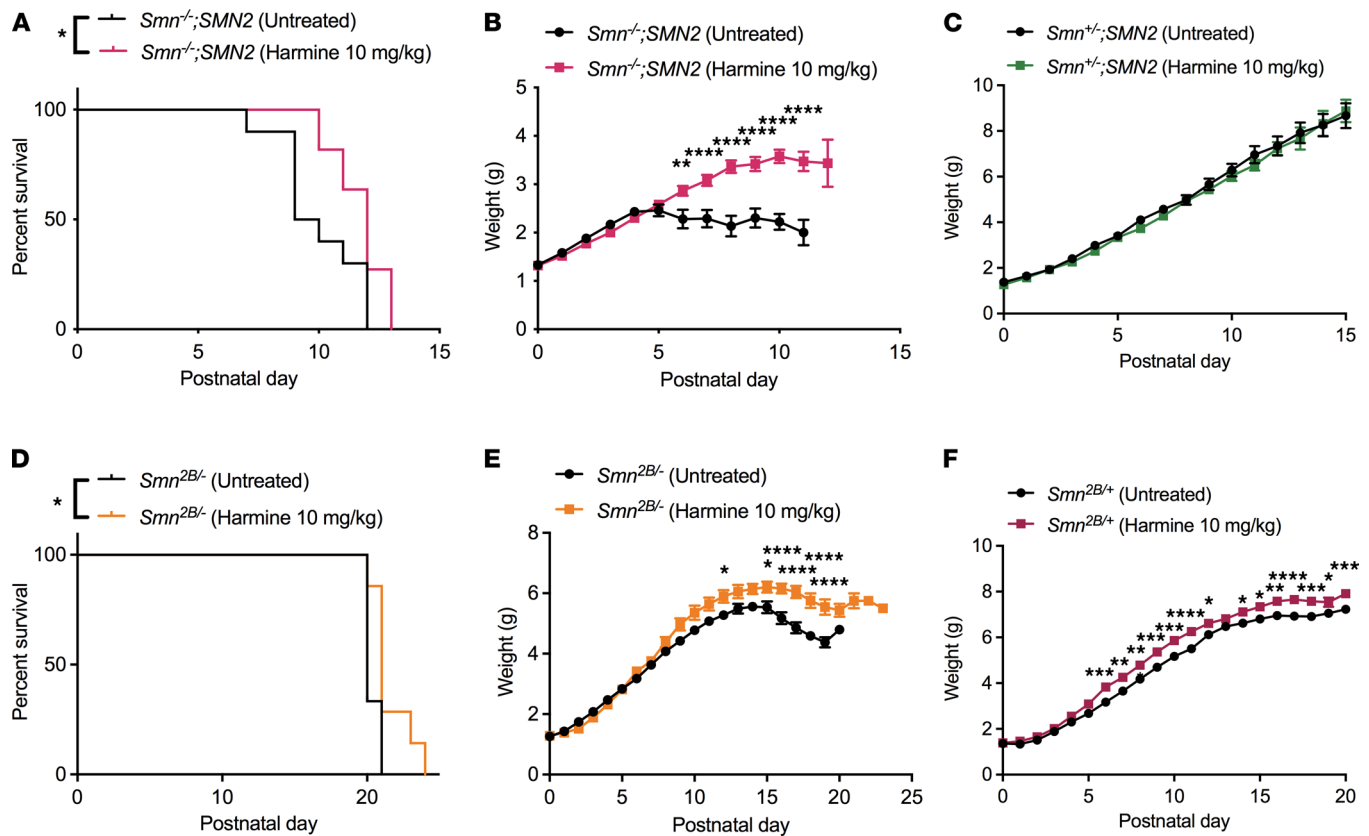 A
*
Smn-/-;SMN2 (Untreated)
Smn-/-;SMN2 (Harmine 10 mg/kg)
Percent survival
100
50
0
0 5 10 15
Postnatal day
B
Smn-/-;SMN2 (Untreated)
Smn-/-;SMN2 (Harmine 10 mg/kg)
Weight (g)
5
4
3
2
1
0
** **** **** **** **** ****
0 5 10 15
Postnatal day
C
Smn+/-;SMN2 (Untreated)
Smn+/-;SMN2 (Harmine 10 mg/kg)
Weight (g)
10
8
6
4
2
0
0 5 10 15
Postnatal day
D
*
Smn2B/- (Untreated)
Smn2B/- (Harmine 10 mg/kg)
Percent survival
100
50
0
0 10 20
Postnatal day
E
Smn2B/- (Untreated)
Smn2B/- (Harmine 10 mg/kg)
Weight (g)
8
6
4
2
0
**** ****
* * ****
****
0 5 10 15 20 25
Postnatal day
F
Smn2B/+ (Untreated)
Smn2B/+ (Harmine 10 mg/kg)
Weight (g)
10
8
6
4
2
0
*** ** ** *** *** **** * * * ** **** *** * ***
0 5 10 15 20
Postnatal day